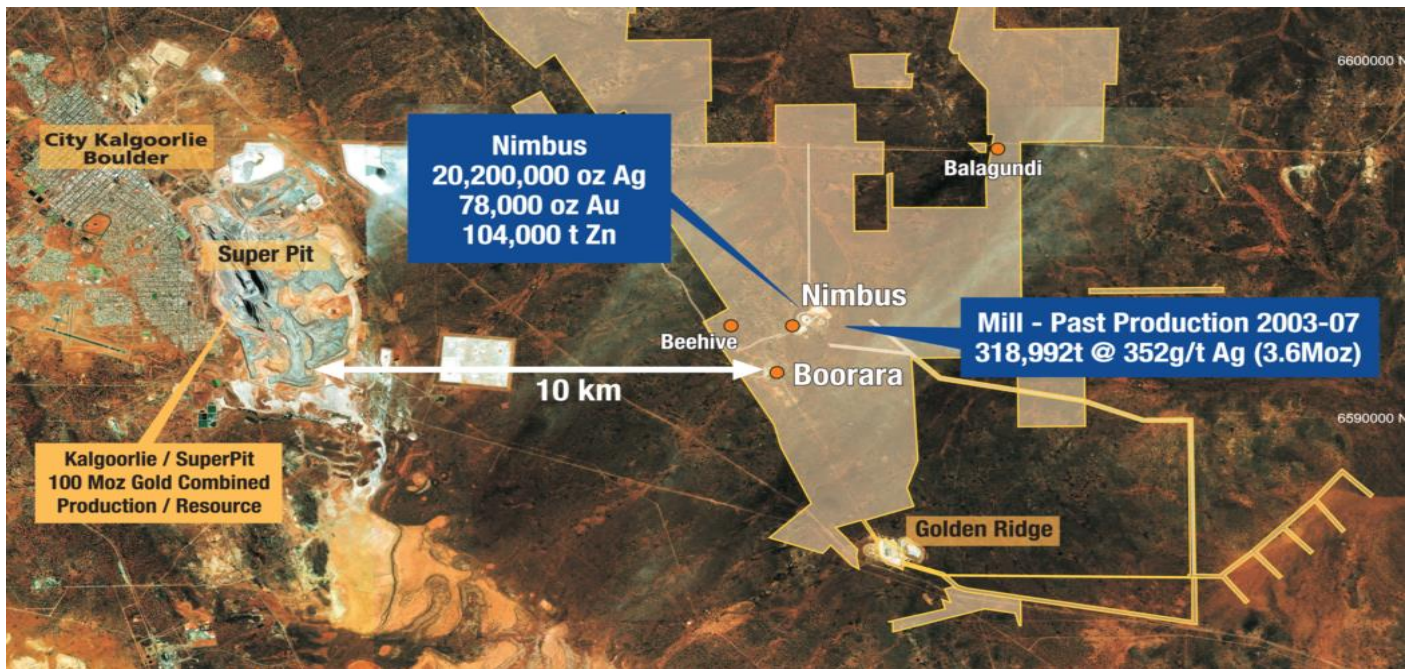 6600000 N
City Kalgoorlie
Boulder
Nimbus
20,200,000 oz Ag
78,000 oz Au
104,000 t Zn
Balagundi
Super Pit
Nimbus
Beehive
Mill - Past Production 2003-07
318,992t @ 352g/t Ag (3.6Moz)
Boorara
10 km
6590000 N
Kalgoorlie / SuperPit
100 Moz Gold Combined
Production / Resource
Golden Ridge